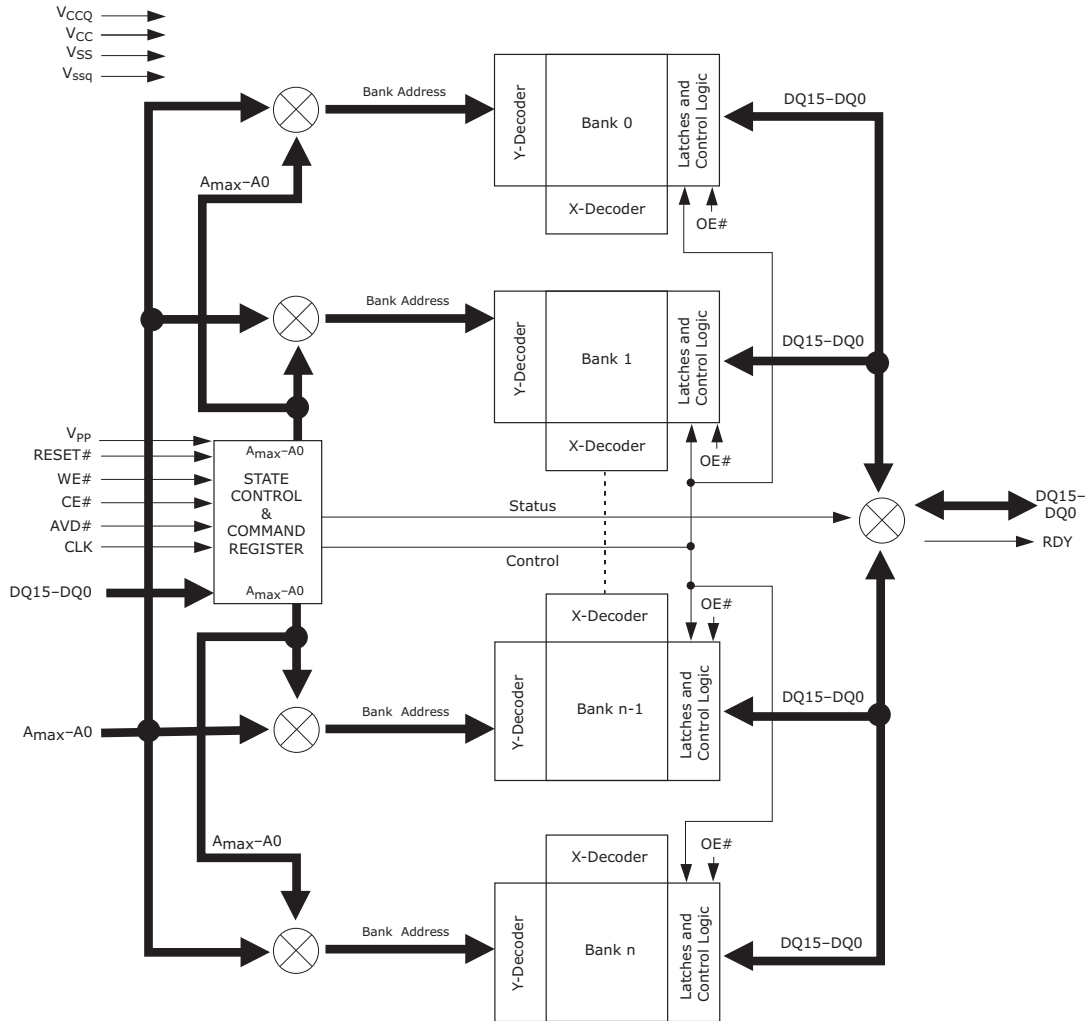 VCCQ
VCC
VSS
Vssq
Bank Address
Y-Decoder
Bank 0
Latches and
Control Logic
DQ15–DQ0
Amax–A0
X-Decoder
OE#
Bank Address
Y-Decoder
Bank 1
Latches and
Control Logic
DQ15–DQ0
X-Decoder
OE#
VPP
RESET#
WE#
CE#
AVD#
CLK
DQ15–DQ0
Amax–A0
STATE
CONTROL
&
COMMAND
REGISTER
Amax–A0
Status
Control
DQ15–
DQ0
RDY
X-Decoder
OE#
Amax–A0
Bank Address
Y-Decoder
Bank n-1
Latches and
Control Logic
DQ15–DQ0
Amax–A0
X-Decoder
OE#
Bank Address
Y-Decoder
Bank n
Latches and
Control Logic
DQ15–DQ0